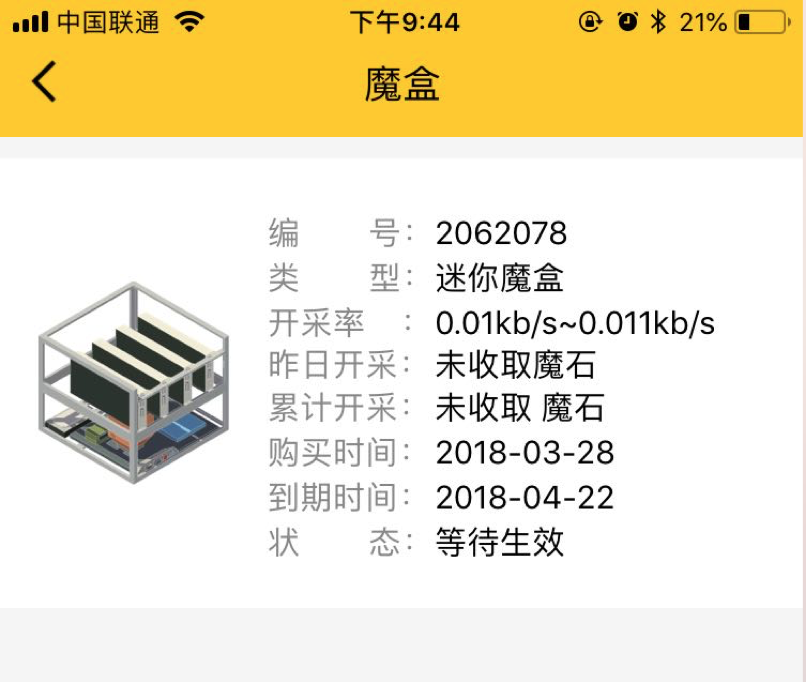 中国联通 下午9:44 21%
魔盒
编 号： 2062078
类 型： 迷你魔盒
开采率 ： 0.01kb/s~0.011kb/s
昨日开采： 未收取魔石
累计开采： 未收取 魔石
购买时间： 2018-03-28
到期时间： 2018-04-22
状 态： 等待生效